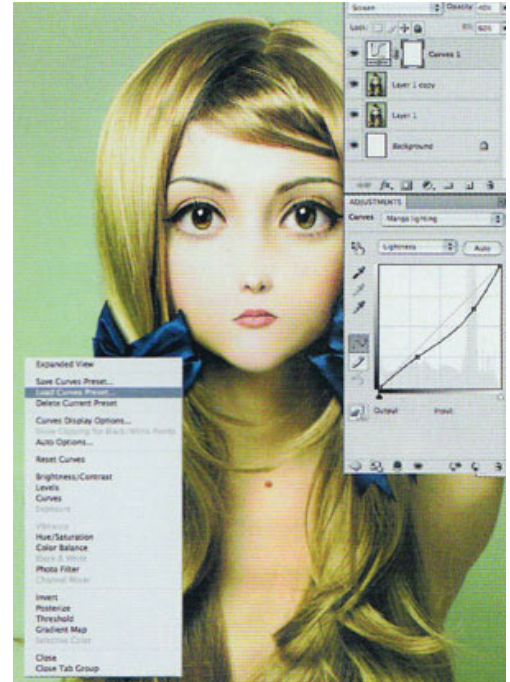 Screen Opacity: 40%
Lock: Fill: 60%
Curves 1
Layer 1 copy
Layer 1
Background
ADJUSTMENTS
Curves Manga lighting
Lightness Auto
Output: Input:
Expanded View
Save Curves Preset...
Load Curves Preset...
Delete Current Preset
Curves Display Options...
Show Clipping for Black/White Points
Auto Options...
Reset Curves
Brightness/Contrast
Levels
Curves
Exposure
Vibrance
Hue/Saturation
Color Balance
Black & White
Photo Filter
Channel Mixer
Invert
Posterize
Threshold
Gradient Map
Selective Color
Close
Close Tab Group